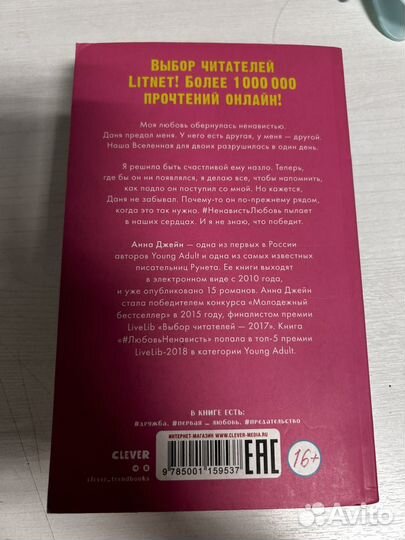 Выбор читателей
Litnet! Более 1 000 000
прочтений онлайн!
Моя любовь обернулась ненавистью.
Даня предал меня. У него есть другая, у меня — другой.
Наша Вселенная для двоих разрушилась в один день.
Я решила быть счастливой ему назло. Теперь,
где бы он ни появлялся, я делаю все, чтобы напомнить,
как подло он поступил со мной. Но кажется,
Даня не забывал. Почему-то он по-прежнему рядом,
когда это так нужно. #НенавистьЛюбовь пылает
в наших сердцах. И я не знаю, что победит.
Анна Джейн — одна из первых в России
авторов Young Adult и одна из самых известных
писательниц Рунета. Ее книги выходят
в электронном виде с 2010 года,
и уже опубликовано 15 романов. Анна Джейн
стала победителем конкурса «Молодежный
бестселлер» в 2015 году, финалистом премии
LiveLib «Выбор читателей — 2017». Книга
«#ЛюбовьНенависть» попала в топ-5 премии
LiveLib-2018 в категории Young Adult.
В КНИГЕ ЕСТЬ:
#дружба, #первая _ любовь, #предательство
ИНТЕРНЕТ-МАГАЗИН WWW.CLEVER-MEDIA.RU
CLEVER
clever_trendbooks
9 785001 159537
EAC
16+
Avito